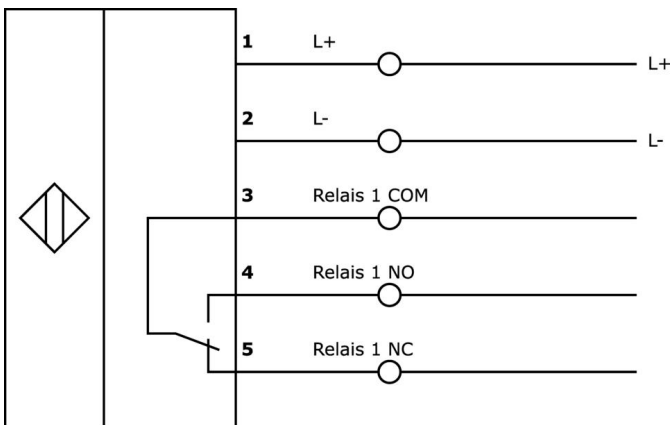 1 L+
L+
2 L-
L-
3 Relais 1 COM
4 Relais 1 NO
5 Relais 1 NC